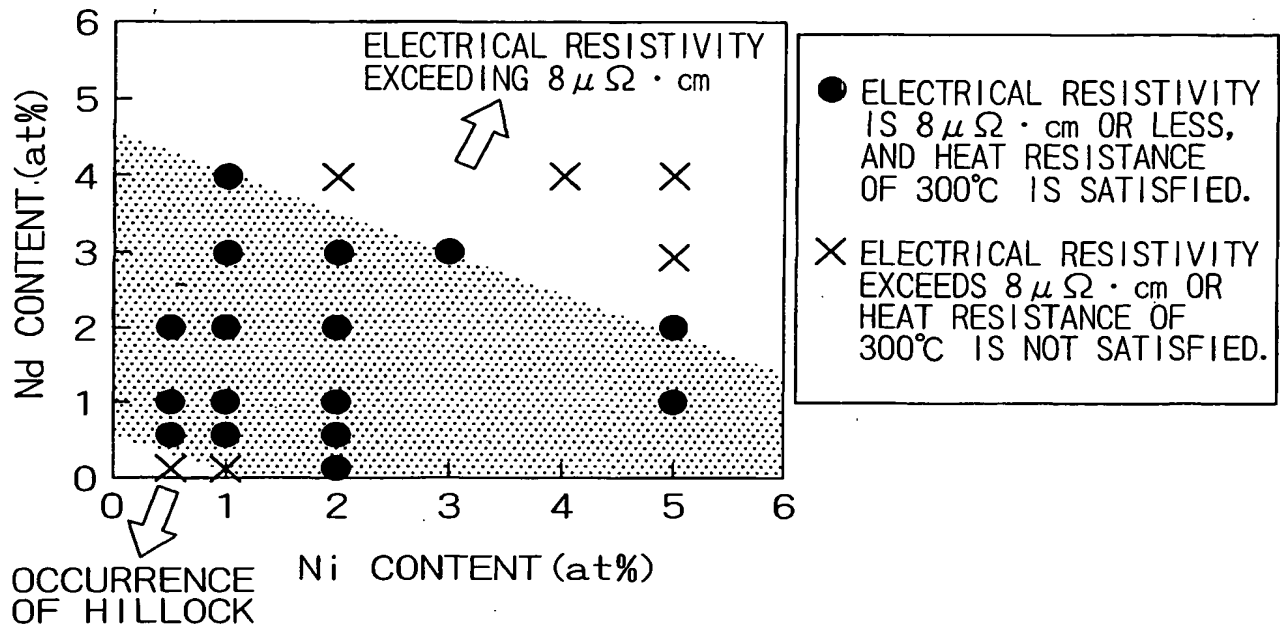 ELECTRICAL RESISTIVITY
EXCEEDING 8μΩ・cm
6
5
4
3
2
1
0
Nd CONTENT (at%)
0 1 2 3 4 5 6
Ni CONTENT (at%)
OCCURRENCE
OF HILLOCK
● ELECTRICAL RESISTIVITY
IS 8μΩ・cm OR LESS,
AND HEAT RESISTANCE
OF 300℃ IS SATISFIED.
× ELECTRICAL RESISTIVITY
EXCEEDS 8μΩ・cm OR
HEAT RESISTANCE OF
300℃ IS NOT SATISFIED.